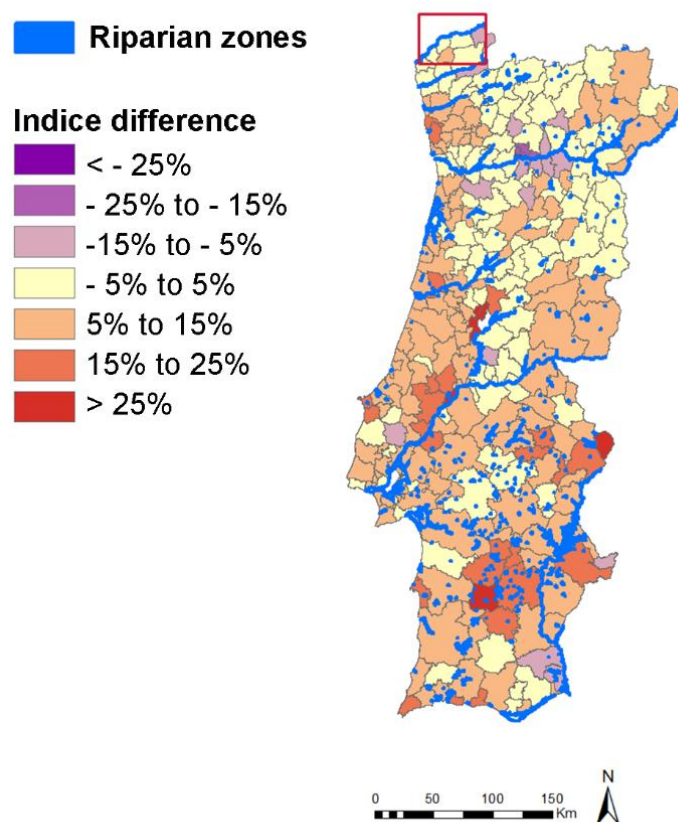 Riparian zones
Indice difference
< - 25%
- 25% to - 15%
-15% to - 5%
- 5% to 5%
5% to 15%
15% to 25%
> 25%
N
0 50 100 150
Km